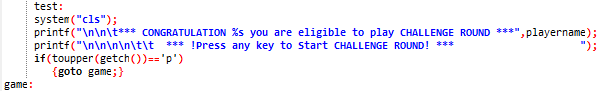 test:
system("cls");
printf("\n\n\t*** CONGRATULATION %s you are eligible to play CHALLENGE ROUND ***",playername);
printf("\n\n\n\n\t\t  *** !Press any key to Start CHALLENGE ROUND! ***                    ");
if(toupper(getch())=='p')
{goto game;}
game: